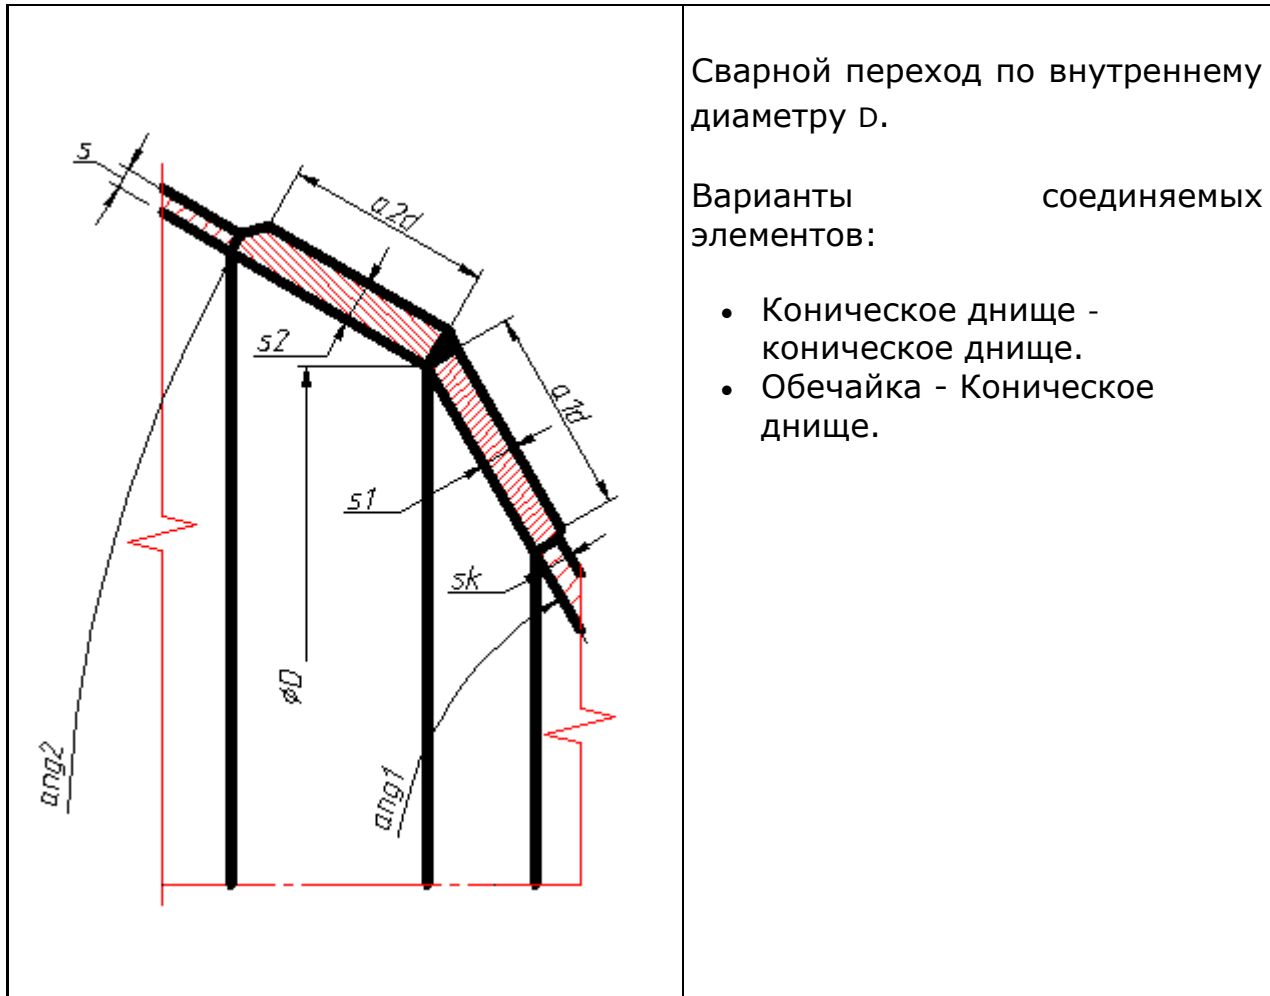 s
a2d
s2
a1d
s1
sk
øD
ang2
ang1
Сварной переход по внутреннему
диаметру D.
Варианты соединяемых
элементов:
• Коническое днище -
коническое днище.
• Обечайка - Коническое
днище.